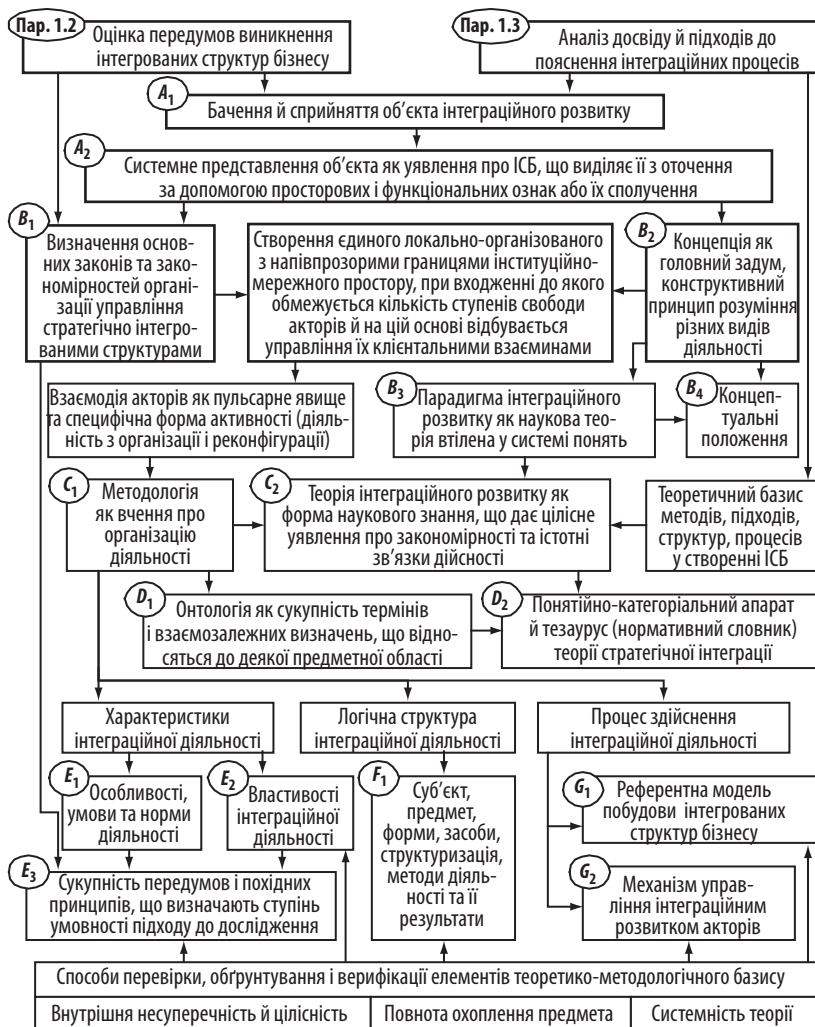 Пар. 1.2
Оцінка передумов виникнення
інтегрованих структур бізнесу
Пар. 1.3
Аналіз досвіду й підходів до
пояснення інтеграційних процесів
A1
Бачення й сприйняття об’єкта інтеграційного розвитку
A2
Системне представлення об’єкта як уявлення про ІСБ, що виділяє її з оточення
за допомогою просторових і функціональних ознак або їх сполучення
B1
Визначення основ-
них законів та зако-
номірностей органі-
зації управління
стратегічно інтегро-
ваними структурами
Створення єдиного локально-організованого
з напівпрозорими границями інституційно-
мережного простору, при входженні до якого
обмежується кількість ступенів свободи
акторів й на цій основі відбувається
управління їх клієнтальними взаєминами
B2
Концепція як
головний задум,
конструктивний
принцип розуміння
різних видів
діяльності
Взаємодія акторів як пульсарне явище
та специфічна форма активності (діяль-
ність з організації і реконфігурації)
B3
Парадигма інтеграційного
розвитку як наукова тео-
рія втілена у системі понять
B4
Концеп-
туальні
положення
C1
Методологія
як вчення про
організацію
діяльності
C2
Теорія інтеграційного розвитку як
форма наукового знання, що дає цілісне
уявлення про закономірності та істотні
зв’язки дійсності
Теоретичний базис
методів, підходів,
структур, процесів
у створенні ІСБ
D1
Онтологія як сукупність термінів
і взаємозалежних визначень, що відно-
сяться до деякої предметної області
D2
Понятійно-категоріальний апарат
й тезаурус (нормативний словник)
теорії стратегічної інтеграції
Характеристики
інтеграційної діяльності
Логічна структура
інтеграційної діяльності
Процес здійснення
інтеграційної діяльності
E1
Особливості,
умови та норми
діяльності
E2
Властивості
інтеграційної
діяльності
F1
Суб’єкт,
предмет,
форми, засоби,
структуризація,
методи діяль-
ності та її
результати
G1
Референтна модель
побудови інтегрованих
структур бізнесу
E3
Сукупність передумов і похідних
принципів, що визначають ступінь
умовності підходу до дослідження
G2
Механізм управ-
ління інтеграційним
розвитком акторів
Способи перевірки, обґрунтування і верифікації елементів теоретико-методологічного базису
Внутрішня несуперечність й цілісність
Повнота охоплення предмета
Системність теорії